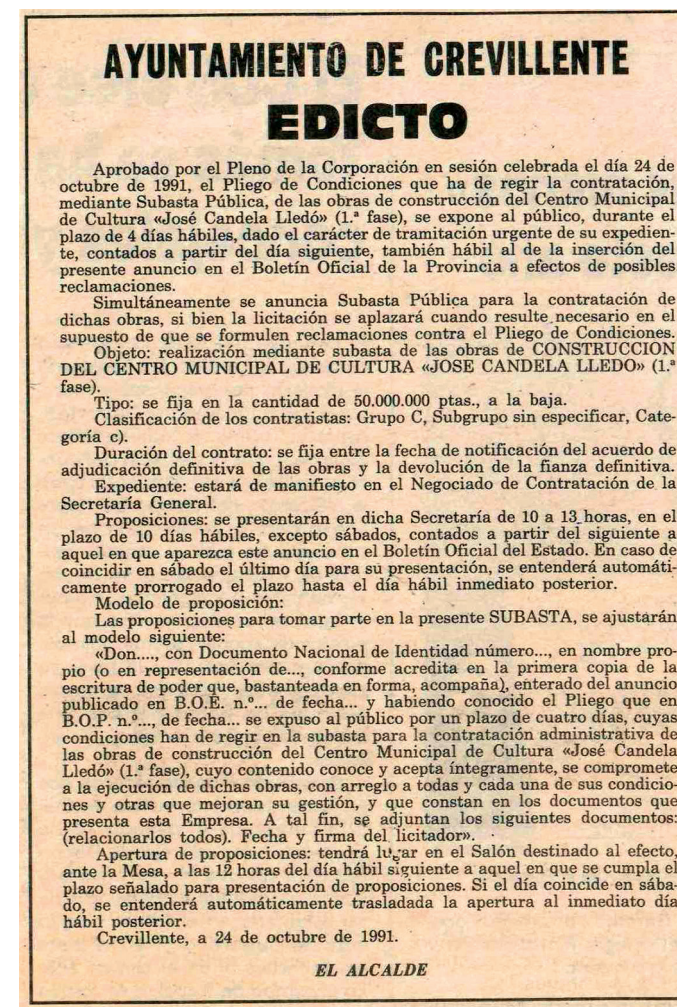 AYUNTAMIENTO DE CREVILLENTE
EDICTO
Aprobado por el Pleno de la Corporación en sesión celebrada el día 24 de
octubre de 1991, el Pliego de Condiciones que ha de regir la contratación,
mediante Subasta Pública, de las obras de construcción del Centro Municipal
de Cultura «José Candela Lledó» (1.ª fase), se expone al público, durante el
plazo de 4 días hábiles, dado el carácter de tramitación urgente de su expedien-
te, contados a partir del día siguiente, también hábil al de la inserción del
presente anuncio en el Boletín Oficial de la Provincia a efectos de posibles
reclamaciones.
Simultáneamente se anuncia Subasta Pública para la contratación de
dichas obras, si bien la licitación se aplazará cuando resulte necesario en el
supuesto de que se formulen reclamaciones contra el Pliego de Condiciones.
Objeto: realización mediante subasta de las obras de CONSTRUCCION
DEL CENTRO MUNICIPAL DE CULTURA «JOSE CANDELA LLEDO» (1.ª
fase).
Tipo: se fija en la cantidad de 50.000.000 ptas., a la baja.
Clasificación de los contratistas: Grupo C, Subgrupo sin especificar, Cate-
goría c).
Duración del contrato: se fija entre la fecha de notificación del acuerdo de
adjudicación definitiva de las obras y la devolución de la fianza definitiva.
Expediente: estará de manifiesto en el Negociado de Contratación de la
Secretaría General.
Proposiciones: se presentarán en dicha Secretaría de 10 a 13 horas, en el
plazo de 10 días hábiles, excepto sábados, contados a partir del siguiente a
aquel en que aparezca este anuncio en el Boletín Oficial del Estado. En caso de
coincidir en sábado el último día para su presentación, se entenderá automáti-
camente prorrogado el plazo hasta el día hábil inmediato posterior.
Modelo de proposición:
Las proposiciones para tomar parte en la presente SUBASTA, se ajustarán
al modelo siguiente:
«Don...., con Documento Nacional de Identidad número..., en nombre pro-
pio (o en representación de..., conforme acredita en la primera copia de la
escritura de poder que, bastanteada en forma, acompaña), enterado del anuncio
publicado en B.O.E. n.º... de fecha... y habiendo conocido el Pliego que en
B.O.P. n.º..., de fecha... se expuso al público por un plazo de cuatro días, cuyas
condiciones han de regir en la subasta para la contratación administrativa de
las obras de construcción del Centro Municipal de Cultura «José Candela
Lledó» (1.ª fase), cuyo contenido conoce y acepta íntegramente, se compromete
a la ejecución de dichas obras, con arreglo a todas y cada una de sus condicio-
nes y otras que mejoran su gestión, y que constan en los documentos que
presenta esta Empresa. A tal fin, se adjuntan los siguientes documentos:
(relacionarlos todos). Fecha y firma del licitador».
Apertura de proposiciones: tendrá lugar en el Salón destinado al efecto,
ante la Mesa, a las 12 horas del día hábil siguiente a aquel en que se cumpla el
plazo señalado para presentación de proposiciones. Si el día coincide en sába-
do, se entenderá automáticamente trasladada la apertura al inmediato día
hábil posterior.
Crevillente, a 24 de octubre de 1991.
EL ALCALDE